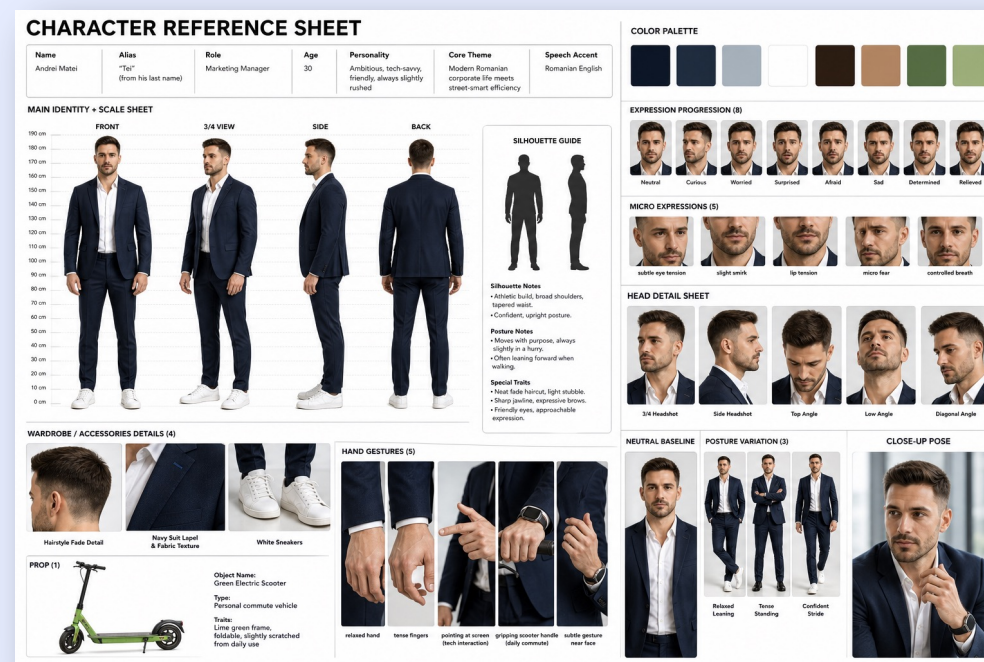 CHARACTER REFERENCE SHEET
Name
Andrei Matei
Alias
"Tei"
(from his last name)
Role
Marketing Manager
Age
30
Personality
Ambitious, tech-savvy,
friendly, always slightly
rushed
Core Theme
Modern Romanian
corporate life meets
street-smart efficiency
Speech Accent
Romanian English
MAIN IDENTITY + SCALE SHEET
FRONT
3/4 VIEW
SIDE
BACK
190 cm
180 cm
170 cm
160 cm
150 cm
140 cm
130 cm
120 cm
110 cm
100 cm
90 cm
80 cm
70 cm
60 cm
50 cm
40 cm
30 cm
20 cm
10 cm
0 cm
SILHOUETTE GUIDE
Silhouette Notes
• Athletic build, broad shoulders,
tapered waist.
• Confident, upright posture.
Posture Notes
• Moves with purpose, always
slightly in a hurry.
• Often leaning forward when
walking.
Special Traits
• Neat fade haircut, light stubble.
• Sharp jawline, expressive brows.
• Friendly eyes, approachable
expression.
WARDROBE / ACCESSORIES DETAILS (4)
Hairstyle Fade Detail
Navy Suit Lapel
& Fabric Texture
White Sneakers
PROP (1)
Object Name:
Green Electric Scooter
Type:
Personal commute vehicle
Traits:
Lime green frame,
foldable, slightly scratched
from daily use
HAND GESTURES (5)
relaxed hand
tense fingers
pointing at screen
(tech interaction)
gripping scooter handle
(daily commute)
subtle gesture
near face
COLOR PALETTE
EXPRESSION PROGRESSION (8)
Neutral
Curious
Worried
Surprised
Afraid
Sad
Determined
Relieved
MICRO EXPRESSIONS (5)
subtle eye tension
slight smirk
lip tension
micro fear
controlled breath
HEAD DETAIL SHEET
3/4 Headshot
Side Headshot
Top Angle
Low Angle
Diagonal Angle
NEUTRAL BASELINE
POSTURE VARIATION (3)
Relaxed
Leaning
Tense
Standing
Confident
Stride
CLOSE-UP POSE